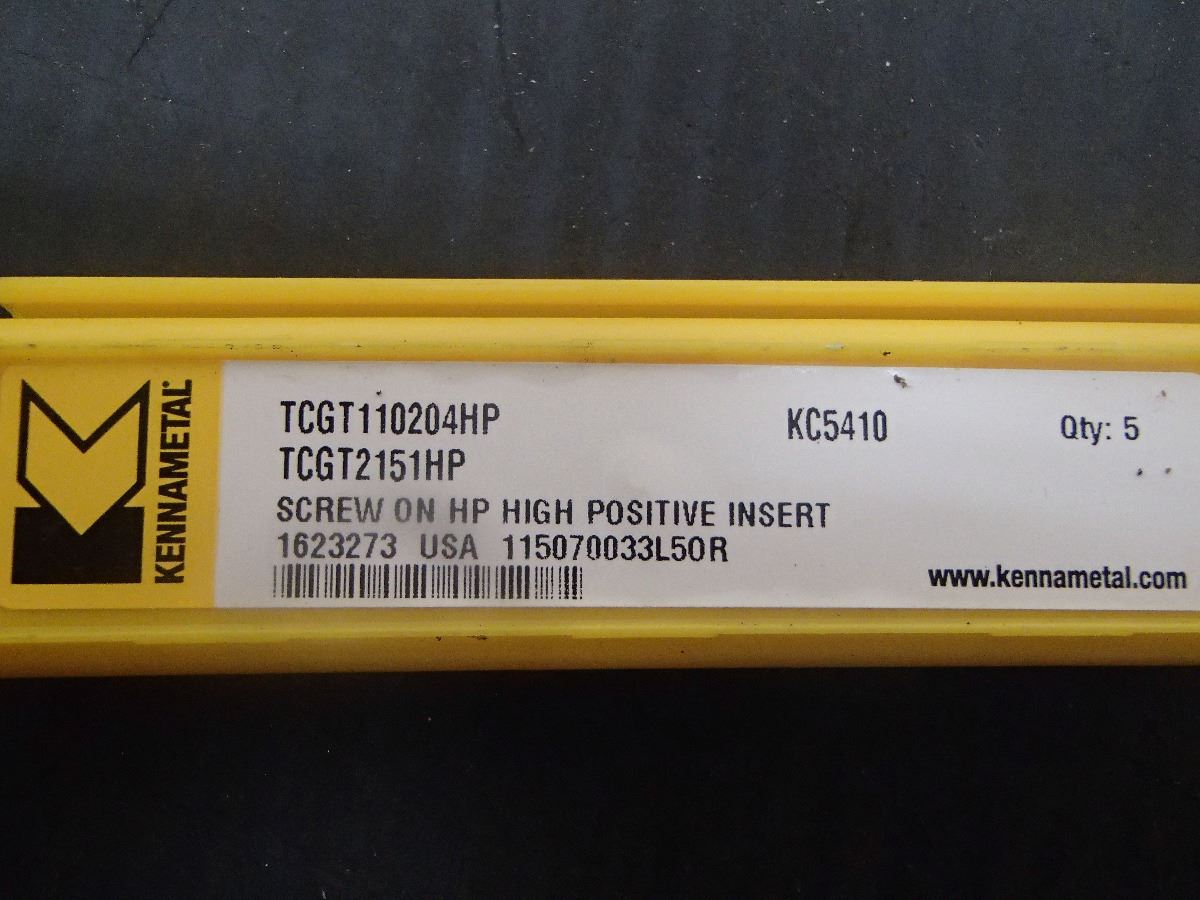 KENNAMETAL®
TCGT110204HP KC5410 Qty: 5
TCGT2151HP
SCREW ON HP HIGH POSITIVE INSERT
1623273 USA 115070033L50R
www.kennametal.com